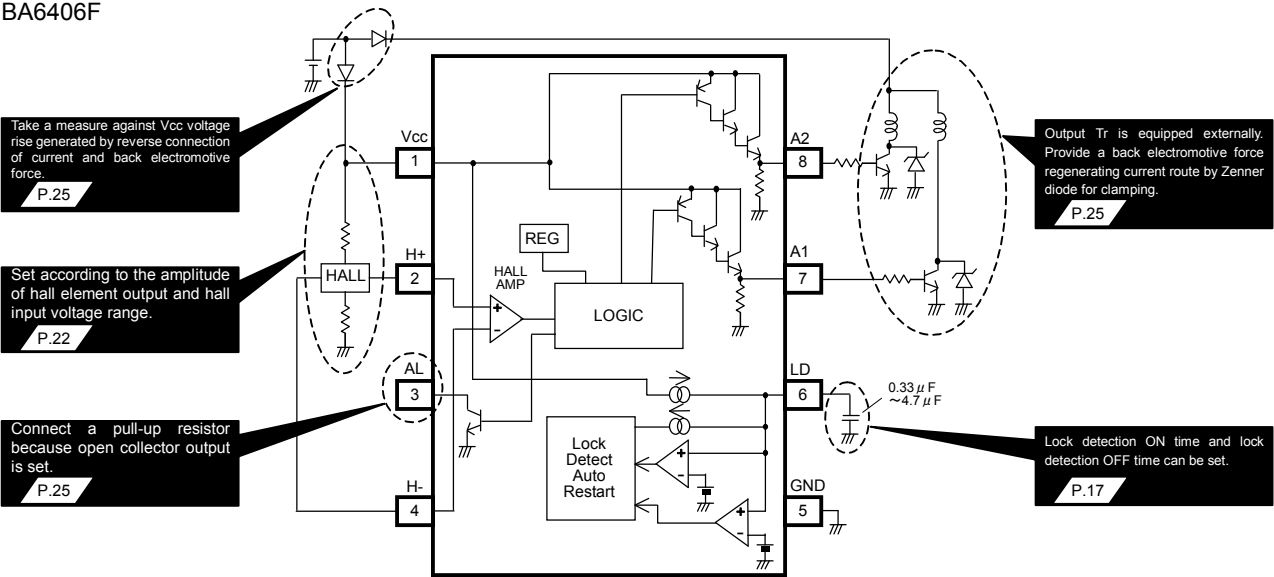 BA6406F
Take a measure against Vcc voltage
rise generated by reverse connection
of current and back electromotive
force.
P.25
Set according to the amplitude
of hall element output and hall
input voltage range.
P.22
Connect a pull-up resistor
because open collector output
is set.
P.25
Vcc
1
H+
2
HALL
AL
3
H-
4
REG
HALL
AMP
+
-
LOGIC
Lock
Detect
Auto
Restart
+
-
+
-
A2
8
A1
7
LD
6
GND
5
0.33μF
~4.7μF
Output Tr is equipped externally.
Provide a back electromotive force
regenerating current route by Zenner
diode for clamping.
P.25
Lock detection ON time and lock
detection OFF time can be set.
P.17